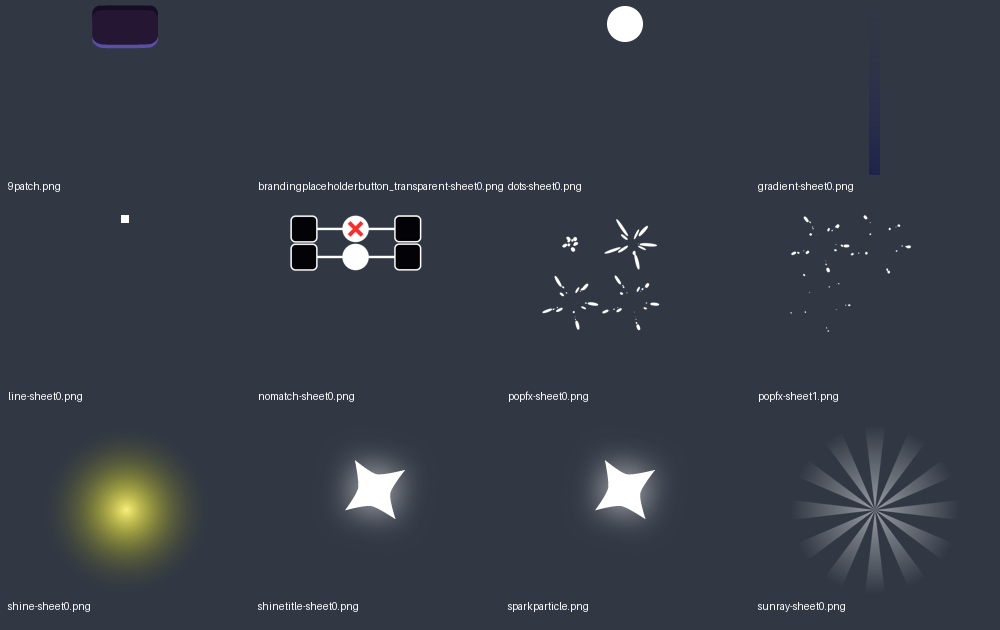 9patch.png
brandingplaceholderbutton_transparent-sheet0.png
dots-sheet0.png
gradient-sheet0.png
line-sheet0.png
nomatch-sheet0.png
popfx-sheet0.png
popfx-sheet1.png
shine-sheet0.png
shinetitle-sheet0.png
sparkparticle.png
sunray-sheet0.png